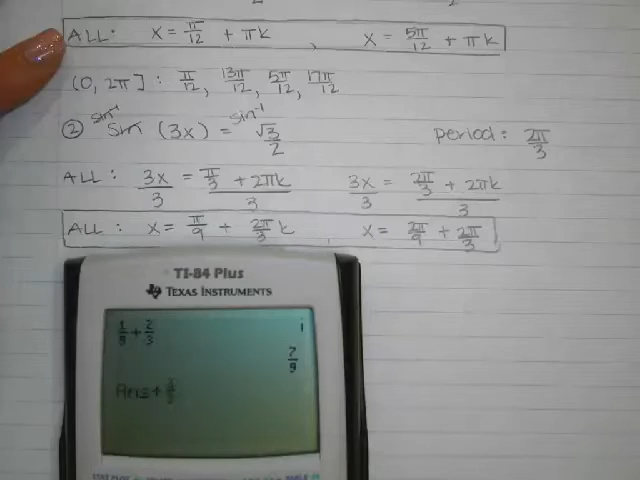 ALL: x = π/12 + πk , x = 5π/12 + πk
(0, 2π] : π/12, 13π/12, 5π/12, 17π/12
② sin⁻¹ sin (3x) = sin⁻¹ √3/2 period: 2π/3
ALL: 3x/3 = π/3 + 2πk/3 3x/3 = 2π/3 + 2πk/3
ALL: x = π/9 + 2π/3 k , x = 2π/9 + 2π/3
TI-84 Plus
TEXAS INSTRUMENTS
1/9+2/3
7/9